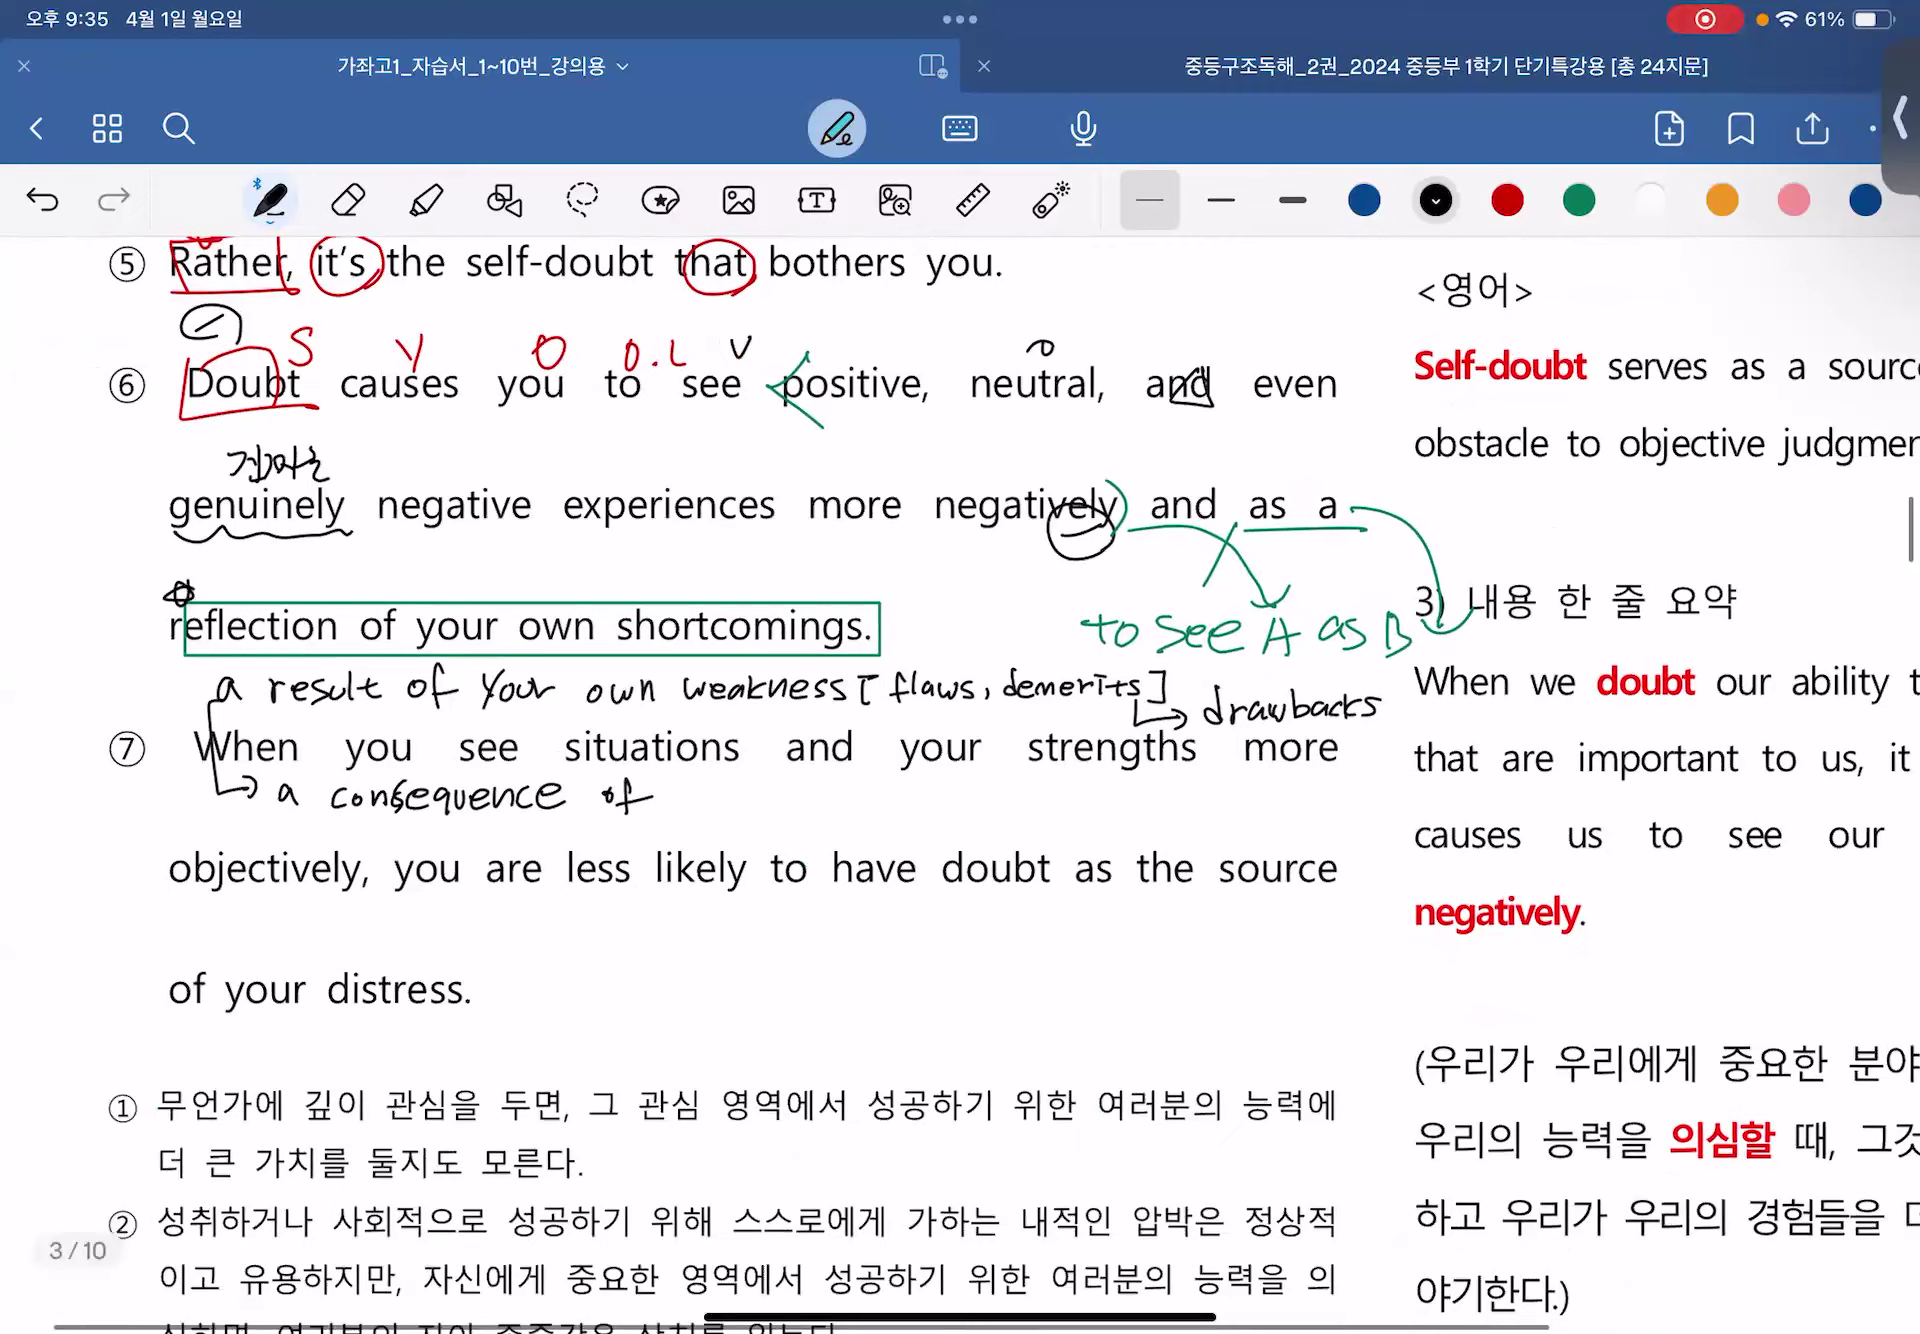 오후 9:35 4월 1일 월요일
61%
가좌고1_자습서_1~10번_강의용
중등구조독해_2권_2024 중등부 1학기 단기특강용 [총 24지문]
⑤ Rather, it's the self-doubt that bothers you.
S V O O.C V
⑥ Doubt causes you to see positive, neutral, and even
genuinely negative experiences more negatively and as a
reflection of your own shortcomings.
to see A as B
a result of your own weakness [flaws, demerits]
drawbacks
⑦ When you see situations and your strengths more
a consequence of
objectively, you are less likely to have doubt as the source
of your distress.
① 무언가에 깊이 관심을 두면, 그 관심 영역에서 성공하기 위한 여러분의 능력에
더 큰 가치를 둘지도 모른다.
② 성취하거나 사회적으로 성공하기 위해 스스로에게 가하는 내적인 압박은 정상적
이고 유용하지만, 자신에게 중요한 영역에서 성공하기 위한 여러분의 능력을 의
3 / 10
<영어>
Self-doubt serves as a source
obstacle to objective
3) 내용 한 줄 요약
When we doubt our ability
that are important to us, it
causes us to see our
negatively.
(우리가 우리에게 중요한 분야
우리의 능력을 의심할 때, 그것
하고 우리가 우리의 경험들을 더
야기한다.)